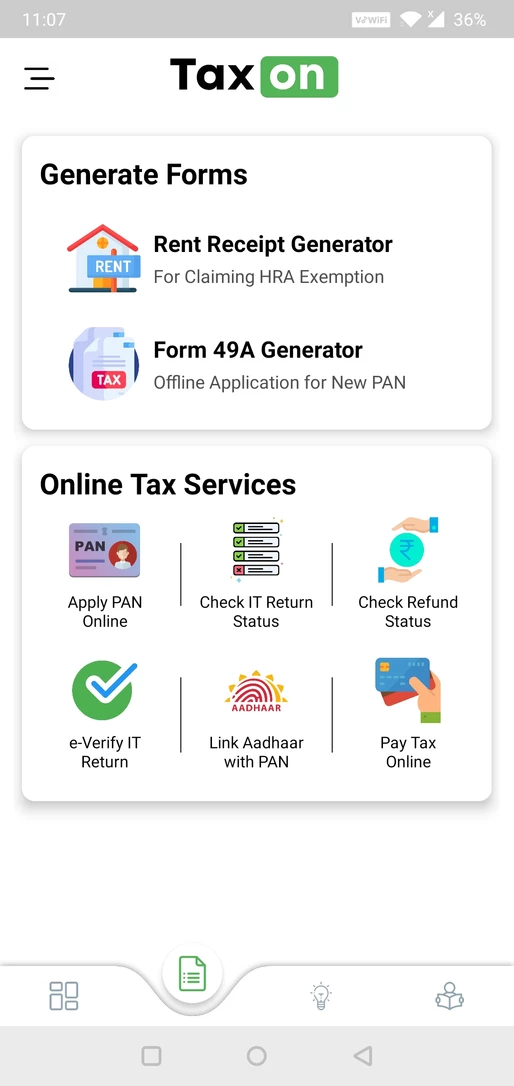 11:07
VoWiFi
x
36%
Tax on
Generate Forms
RENT
Rent Receipt Generator
For Claiming HRA Exemption
TAX
Form 49A Generator
Offline Application for New PAN
Online Tax Services
PAN
Apply PAN
Online
Check IT Return
Status
₹
Check Refund
Status
e-Verify IT
Return
AADHAAR
Link Aadhaar
with PAN
Pay Tax
Online